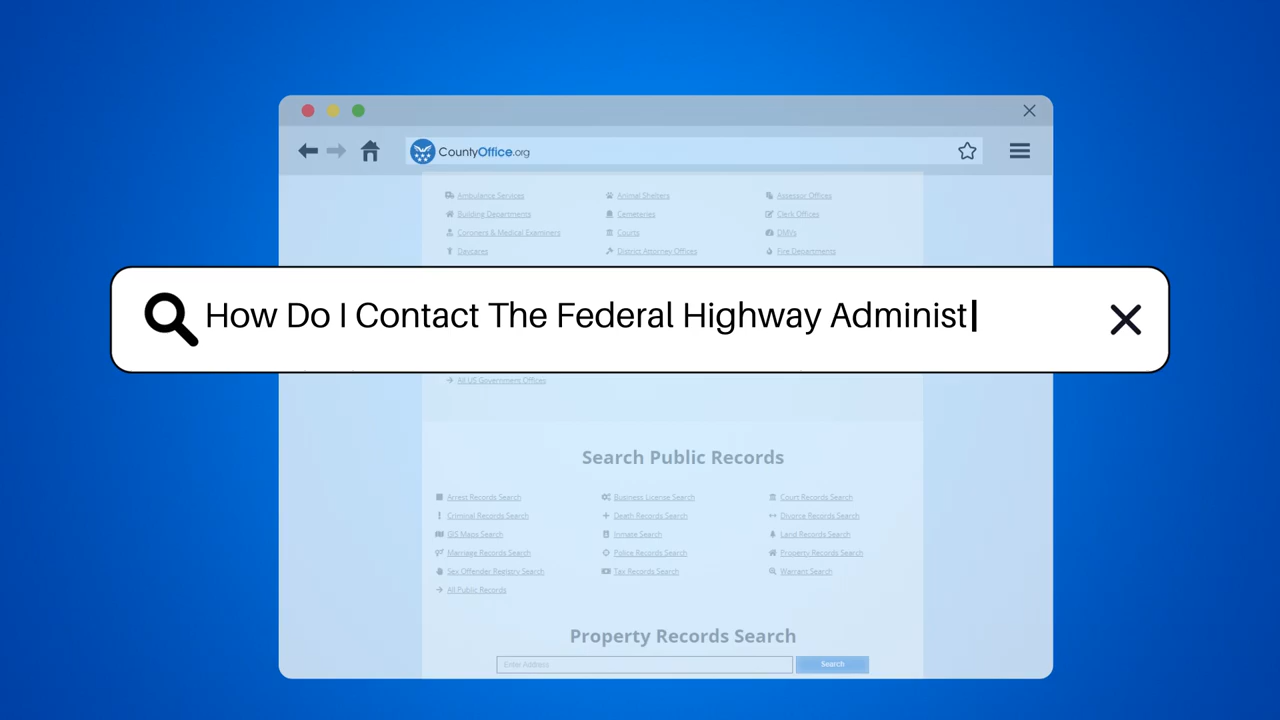 CountyOffice.org
Ambulance Services Animal Shelters Assessor Offices
Building Departments Cemeteries Clerk Offices
Coroners & Medical Examiners Courts DMVs
Daycares District Attorney Offices Fire Departments
How Do I Contact The Federal Highway Administ
All US Government Offices
Search Public Records
Arrest Records Search Business License Search Court Records Search
Criminal Records Search Death Records Search Divorce Records Search
GIS Maps Search Inmate Search Land Records Search
Marriage Records Search Police Records Search Property Records Search
Sex Offender Registry Search Tax Records Search Warrant Search
All Public Records
Property Records Search
Enter Address Search